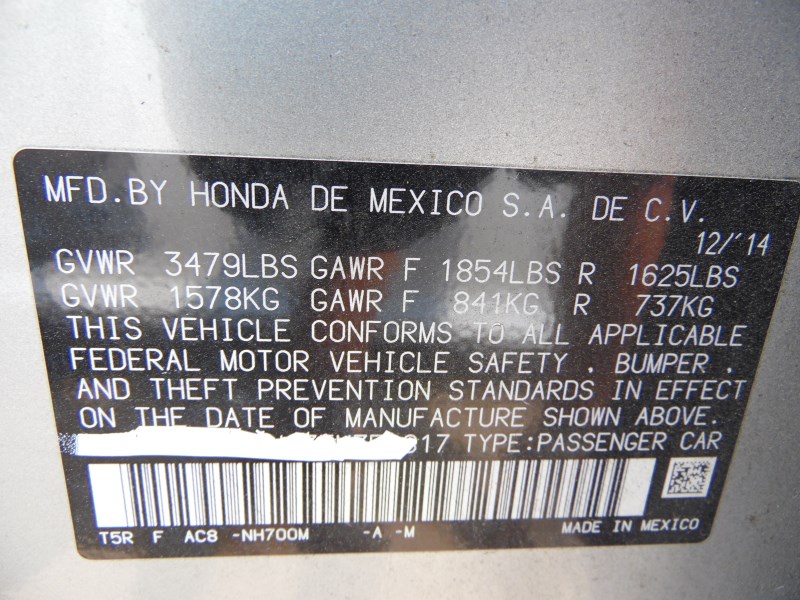 MFD.BY HONDA DE MEXICO S.A. DE C.V.
12/'14
GVWR 3479LBS GAWR F 1854LBS R 1625LBS
GVWR 1578KG GAWR F 841KG R 737KG
THIS VEHICLE CONFORMS TO ALL APPLICABLE
FEDERAL MOTOR VEHICLE SAFETY , BUMPER ,
AND THEFT PREVENTION STANDARDS IN EFFECT
ON THE DATE OF MANUFACTURE SHOWN ABOVE.
TYPE:PASSENGER CAR
T5R F AC8 -NH700M -A -M MADE IN MEXICO